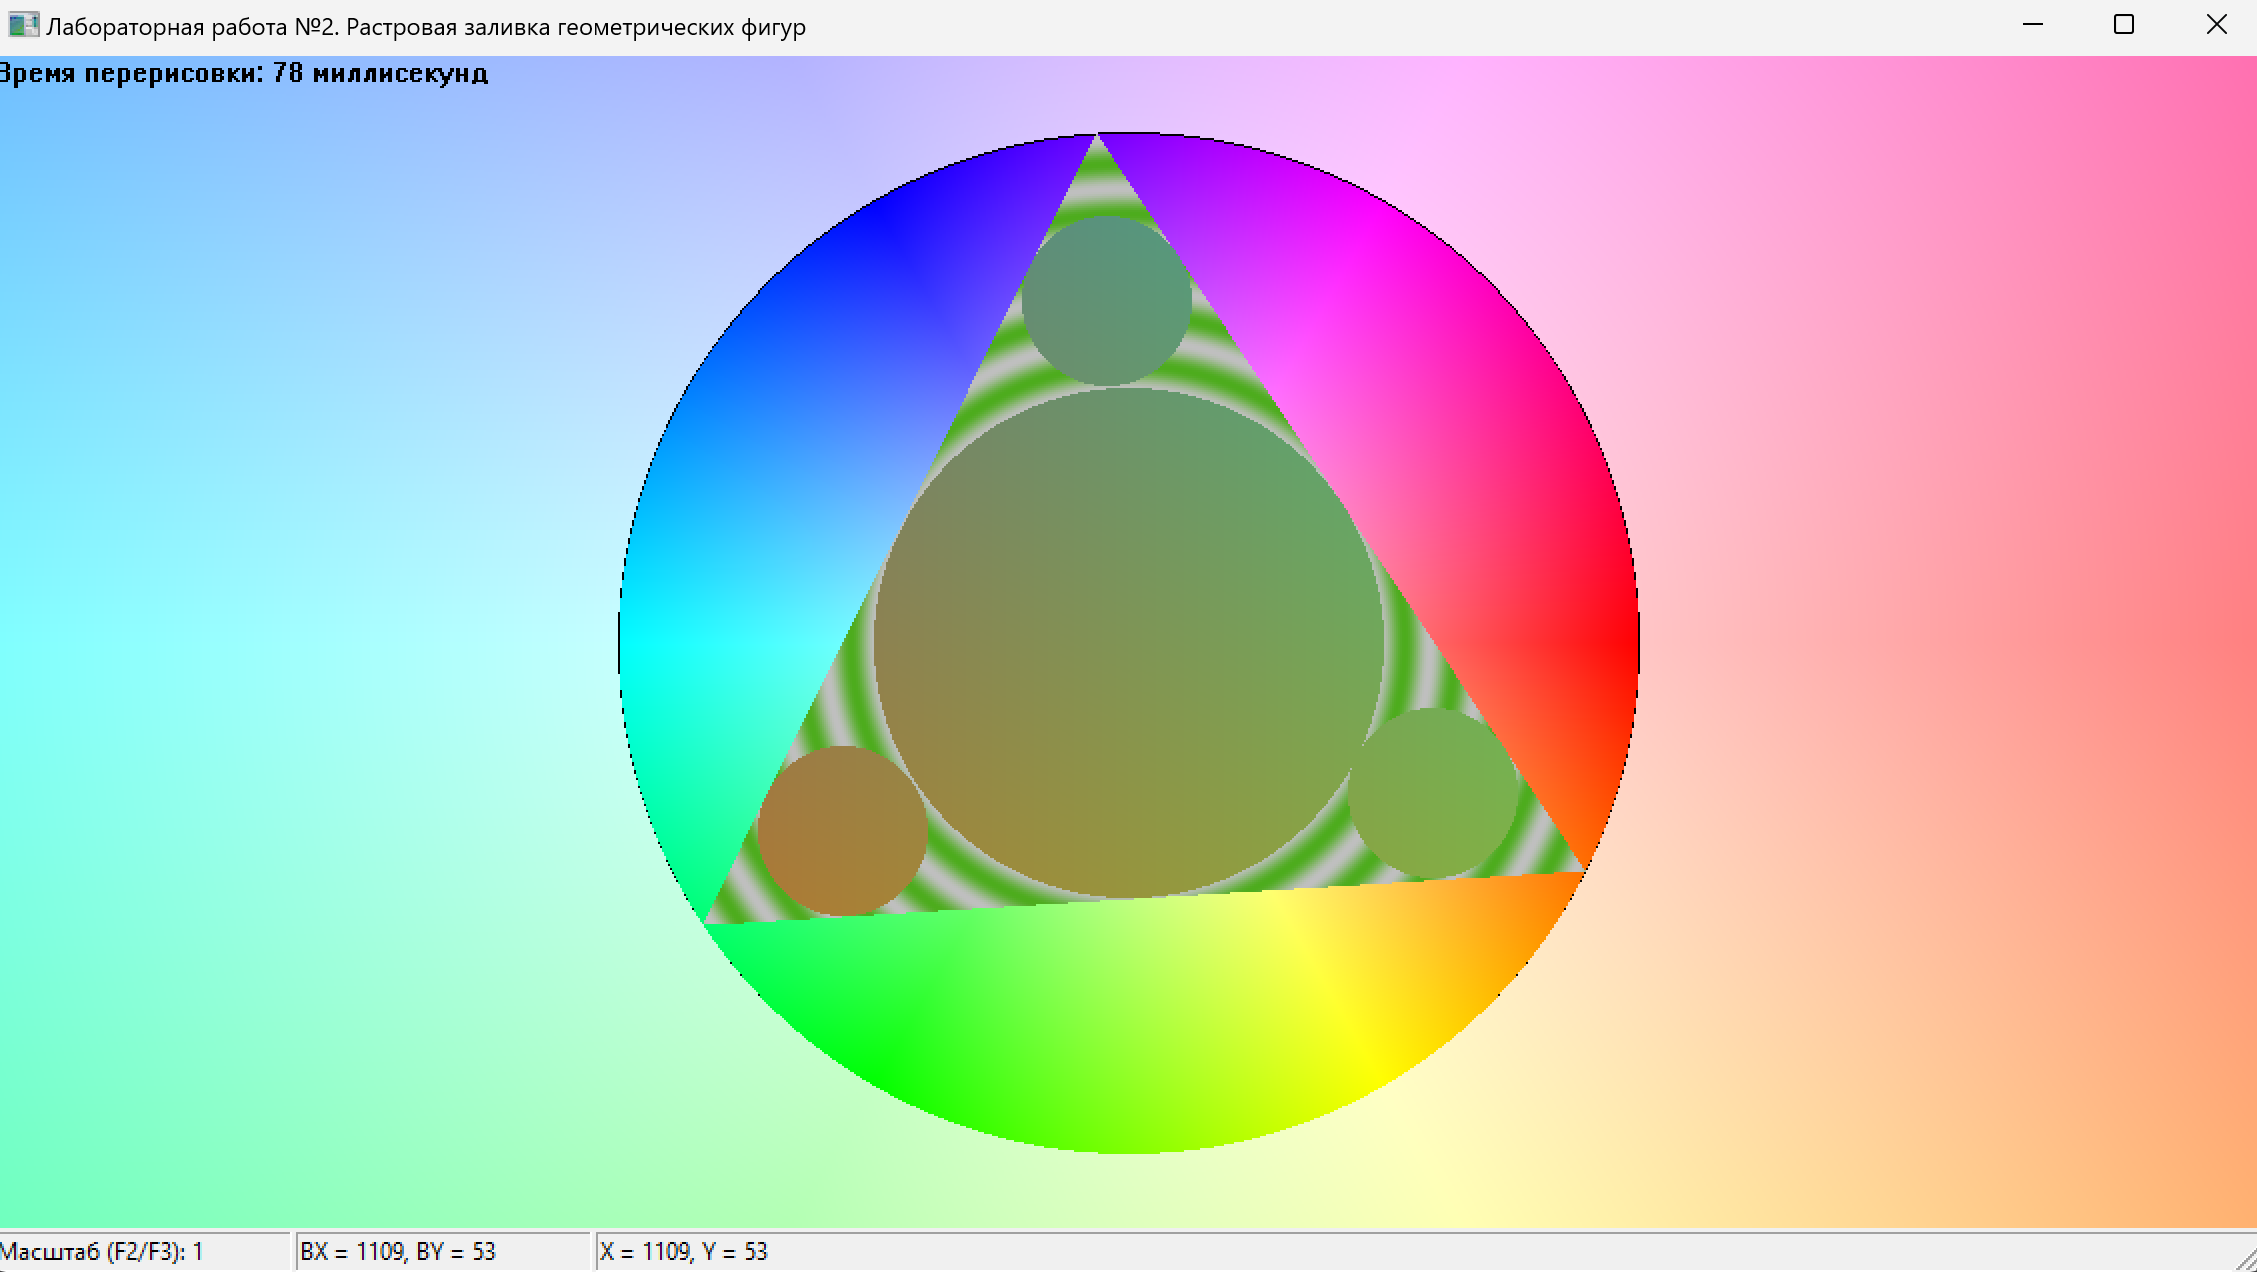 Лабораторная работа №2. Растровая заливка геометрических фигур
Время перерисовки: 78 миллисекунд
Масштаб (F2/F3): 1
BX = 1109, BY = 53
X = 1109, Y = 53